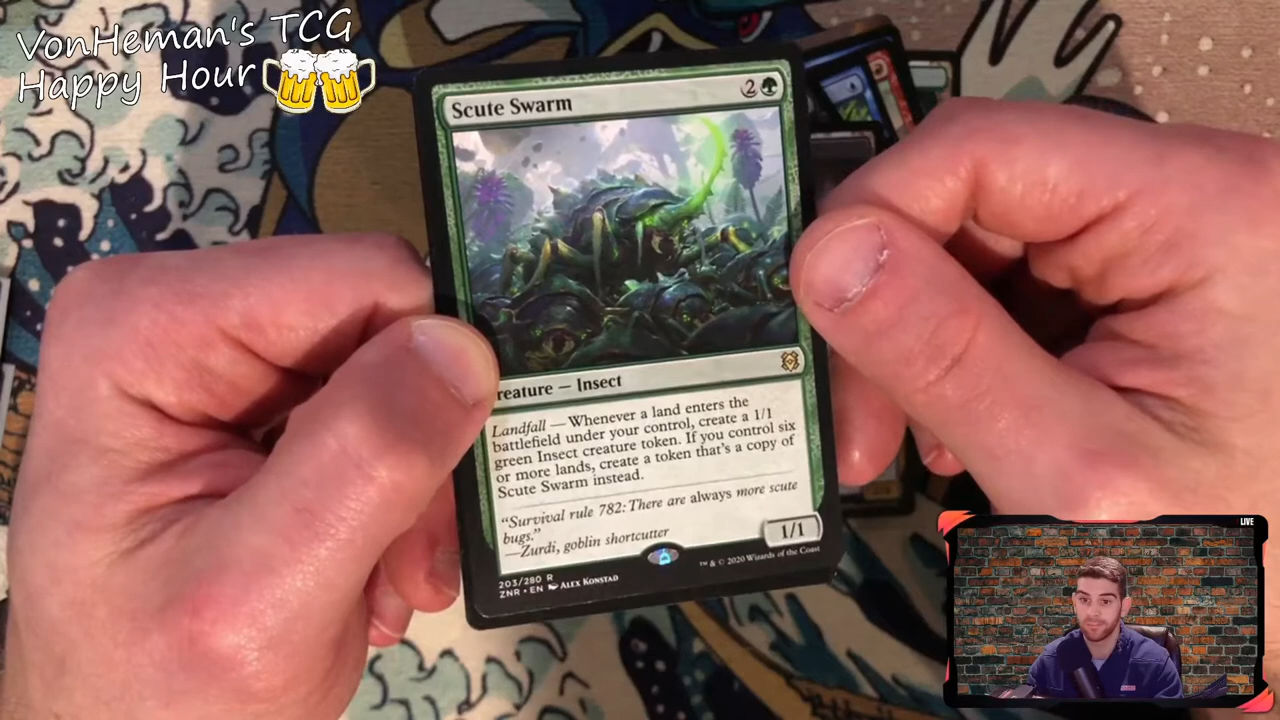 VonHeman's TCG
Happy Hour
Scute Swarm
2
reature — Insect
Landfall — Whenever a land enters the
battlefield under your control, create a 1/1
green Insect creature token. If you control six
or more lands, create a token that's a copy of
Scute Swarm instead.
"Survival rule 782: There are always more scute
bugs."
—Zurdi, goblin shortcutter
1/1
203/280 R
ZNR • EN Alex Konstad
™ & © 2020 Wizards of the Coast
LIVE